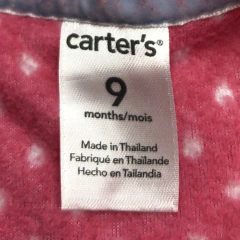 carter's®
9
months/mois
Made in Thailand
Fabriqué en Thaïlande
Hecho en Tailandia